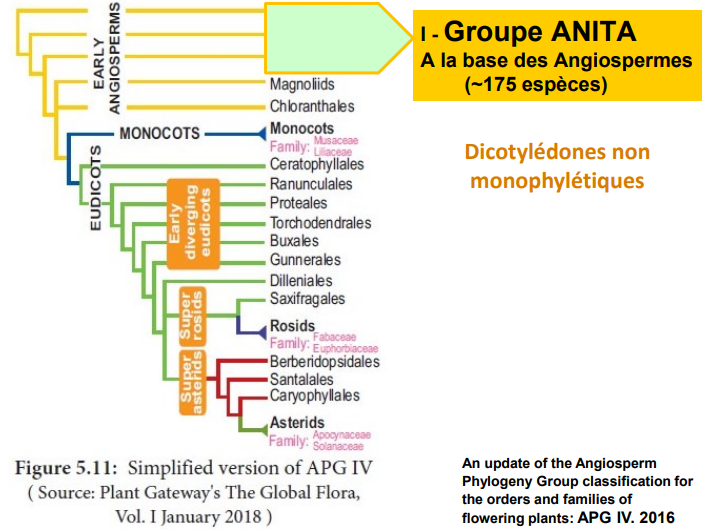 EARLY
ANGIOSPERMS
Magnoliids
Chloranthales
MONOCOTS
Monocots
Family: Musaceae
Liliaceae
EUDICOTS
Ceratophyllales
Early
diverging
eudicots
Ranunculales
Proteales
Torchodendrales
Buxales
Gunnerales
Dilleniales
Super
rosids
Saxifragales
Rosids
Family: Fabaceae
Euphorbiaceae
Super
asterids
Berberidopsidales
Santalales
Caryophyllales
Asterids
Family: Apocynaceae
Solanaceae
Figure 5.11: Simplified version of APG IV
( Source: Plant Gateway's The Global Flora,
Vol. I January 2018 )
I - Groupe ANITA
A la base des Angiospermes
(~175 espèces)
Dicotylédones non
monophylétiques
An update of the Angiosperm
Phylogeny Group classification for
the orders and families of
flowering plants: APG IV. 2016